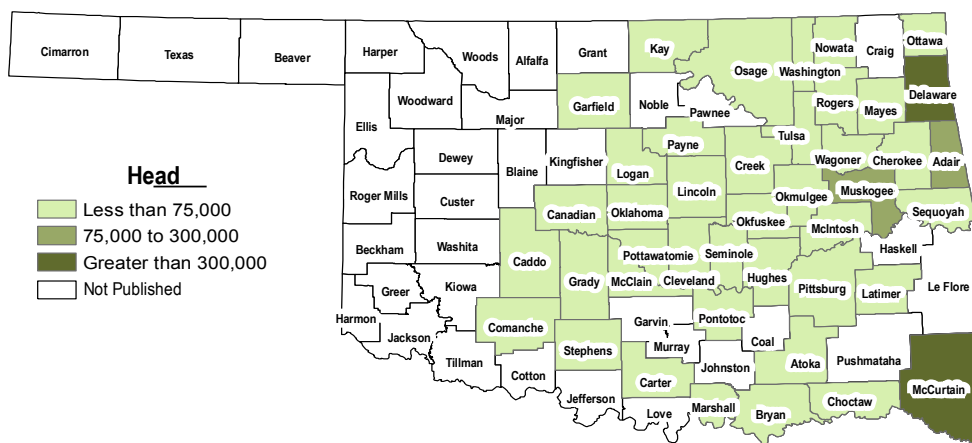 Cimarron
Texas
Beaver
Harper
Woods
Alfalfa
Grant
Kay
Nowata
Craig
Ottawa
Osage
Washington
Woodward
Garfield
Noble
Pawnee
Rogers
Mayes
Delaware
Major
Ellis
Tulsa
Dewey
Blaine
Kingfisher
Payne
Creek
Wagoner
Cherokee
Adair
Logan
Roger Mills
Custer
Lincoln
Okmulgee
Muskogee
Canadian
Oklahoma
Okfuskee
McIntosh
Sequoyah
Beckham
Washita
Caddo
Pottawatomie
Seminole
Haskell
Greer
Kiowa
Grady
McClain
Cleveland
Hughes
Pittsburg
Latimer
Le Flore
Harmon
Jackson
Comanche
Garvin
Pontotoc
Coal
Stephens
Murray
Tillman
Cotton
Johnston
Atoka
Pushmataha
Carter
McCurtain
Jefferson
Love
Marshall
Bryan
Choctaw
Head
Less than 75,000
75,000 to 300,000
Greater than 300,000
Not Published